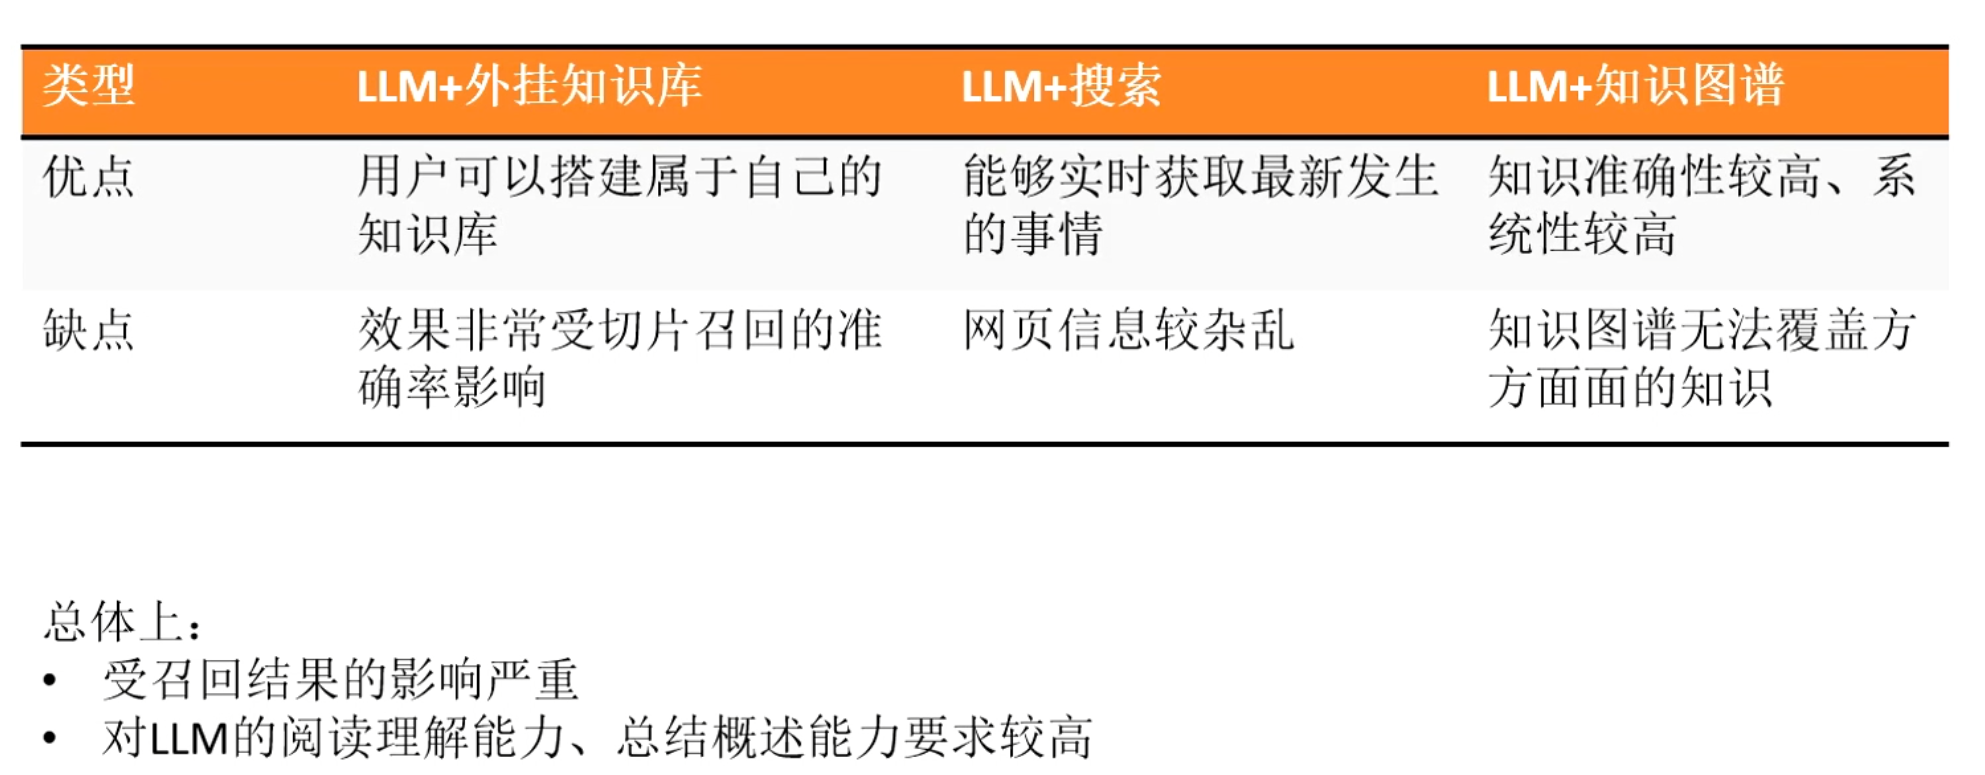 类型 LLM+外挂知识库 LLM+搜索 LLM+知识图谱
优点 用户可以搭建属于自己的 能够实时获取最新发生 知识准确性较高、系
知识库 的事情 统性较高
缺点 效果非常受切片召回的准 网页信息较杂乱 知识图谱无法覆盖方
确率影响 方面面的知识
总体上：
• 受召回结果的影响严重
• 对LLM的阅读理解能力、总结概述能力要求较高